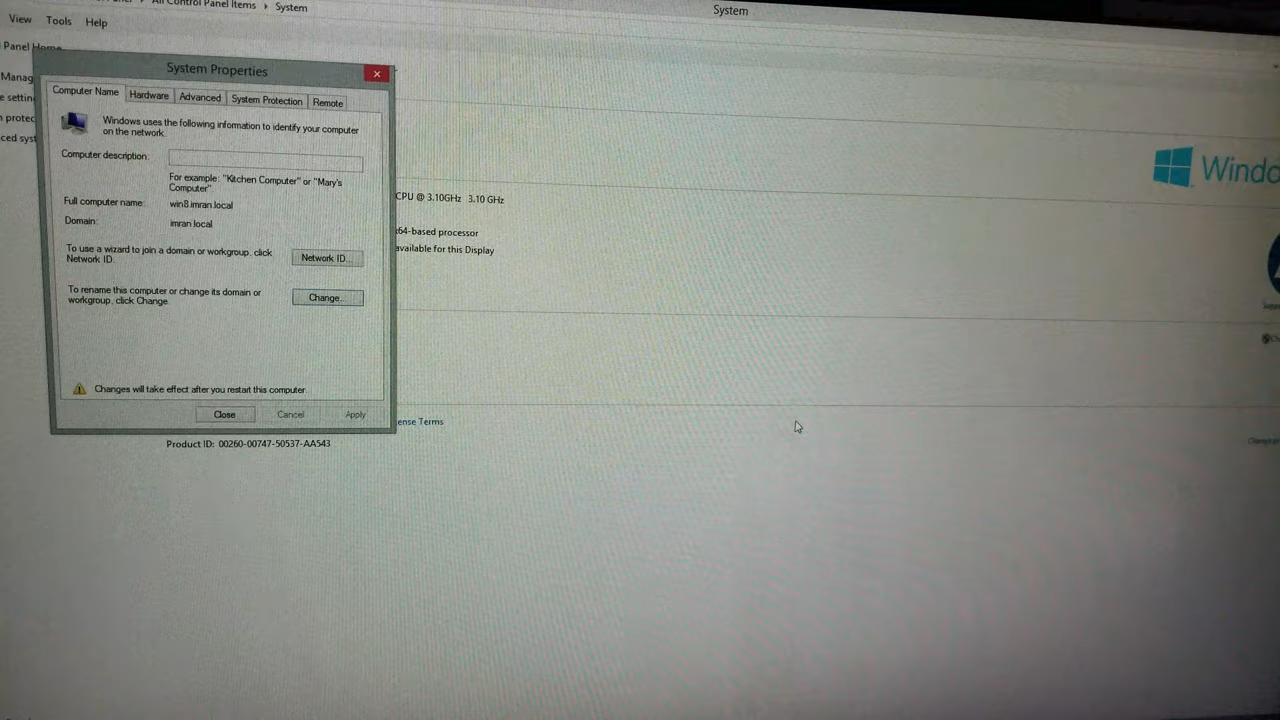 All Control Panel Items › System
System
View Tools Help
Panel Home
System Properties
Computer Name Hardware Advanced System Protection Remote
Windows uses the following information to identify your computer
on the network.
Computer description:
For example: "Kitchen Computer" or "Mary's
Computer"
Full computer name: win8.imran.local
Domain: imran.local
To use a wizard to join a domain or workgroup, click
Network ID.
Network ID...
To rename this computer or change its domain or
workgroup, click Change.
Change...
Changes will take effect after you restart this computer.
Close Cancel Apply
Manag
e settin
n protec
ced syst
CPU @ 3.10GHz 3.10 GHz
x64-based processor
available for this Display
ense Terms
Product ID: 00260-00747-50537-AA543
Windo